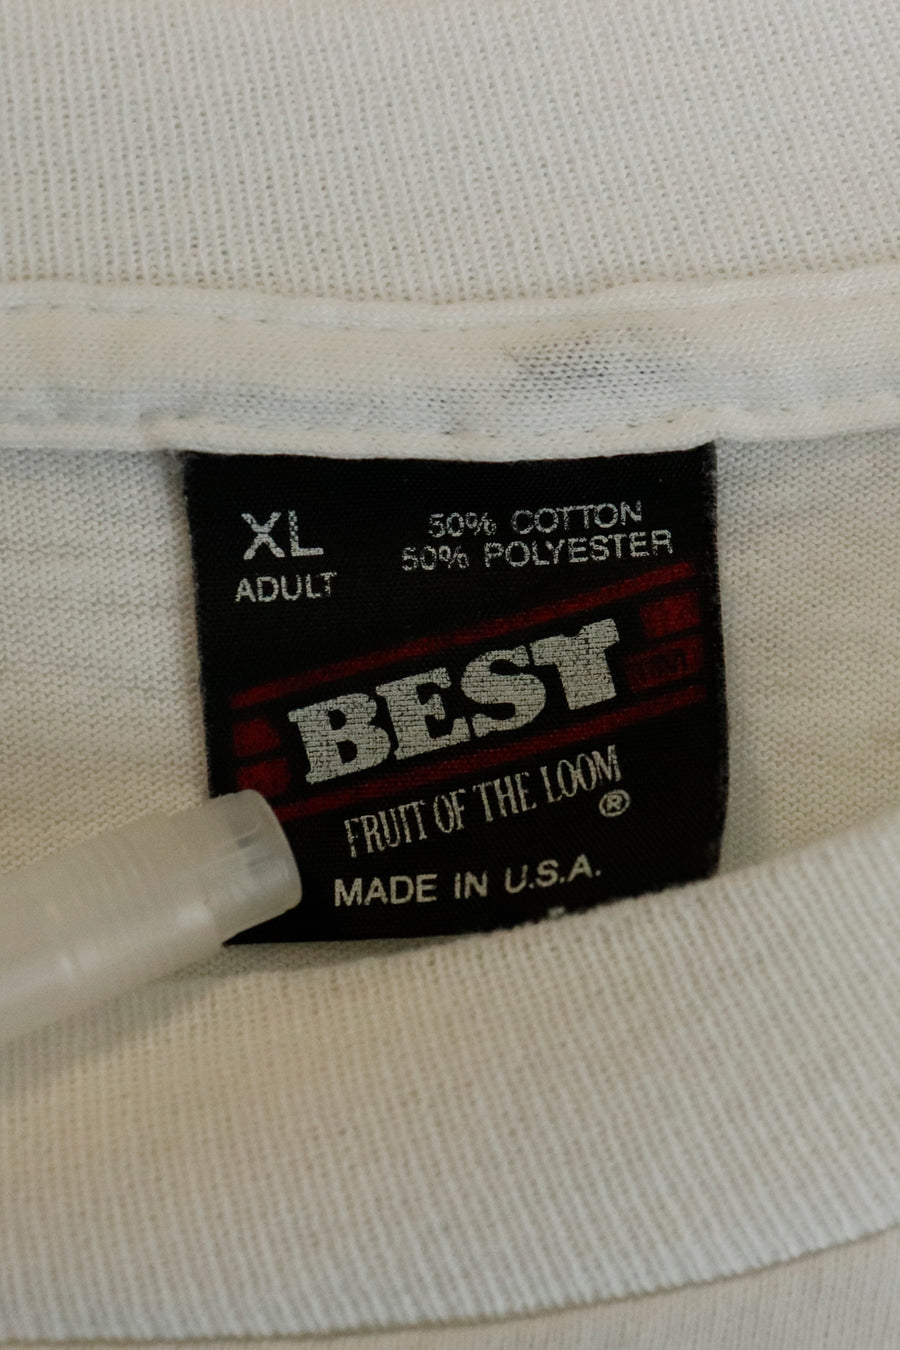 XL
ADULT
50% COTTON
50% POLYESTER
BEST
FRUIT OF THE LOOM
®
MADE IN U.S.A.